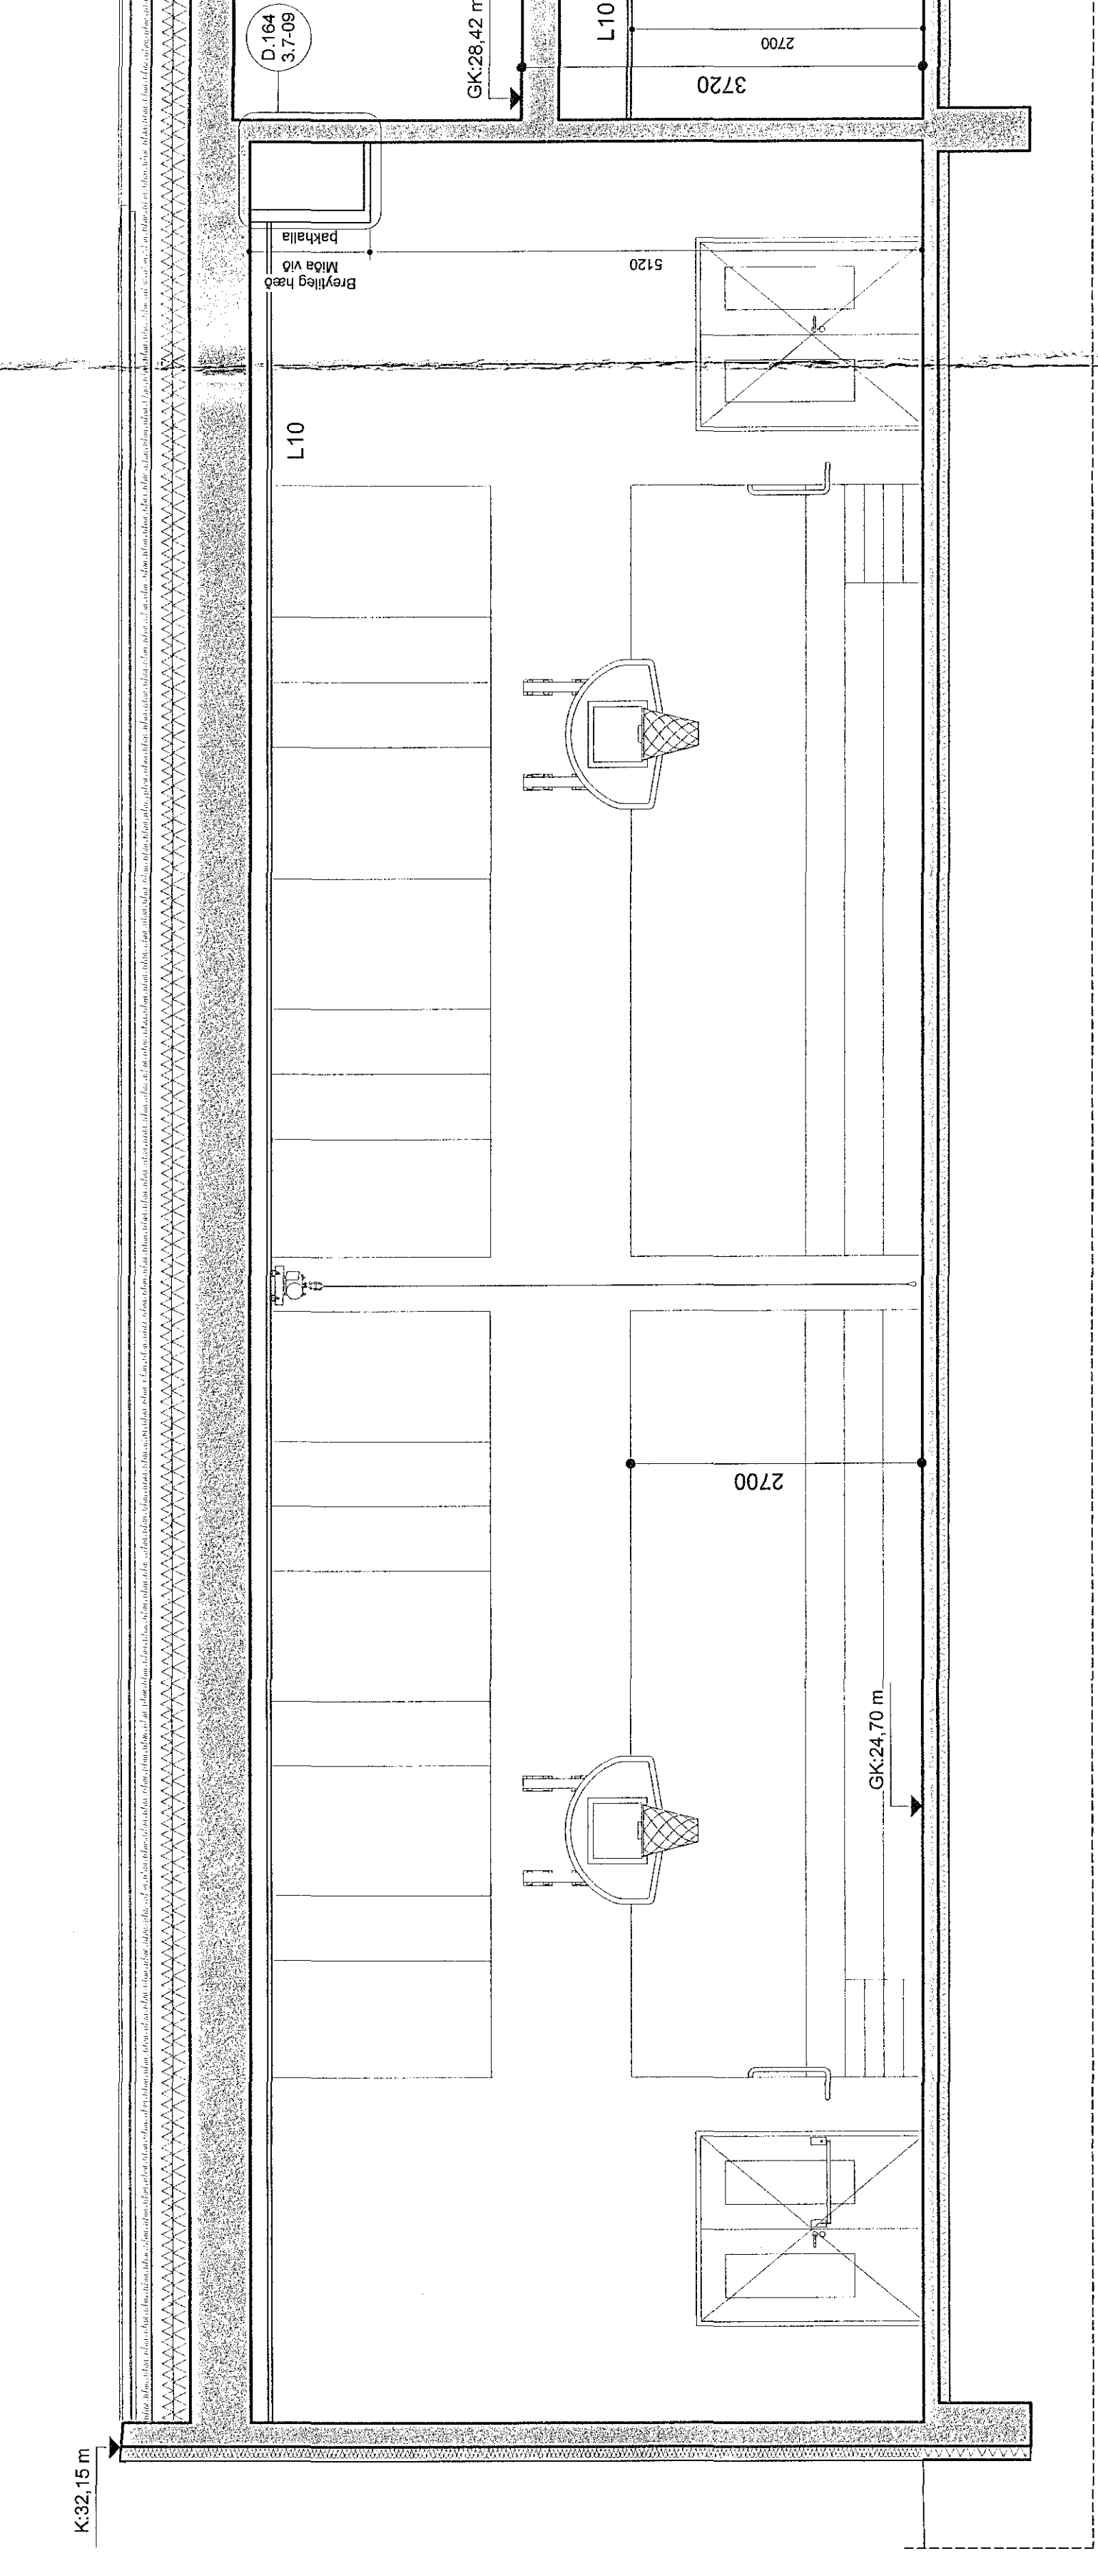 D.164
3.7-09
GK:28,42 m
L10
2700
3720
Breytileg hæð
Miða við
þakhalla
5120
L10
2700
GK:24,70 m
K:32,15 m